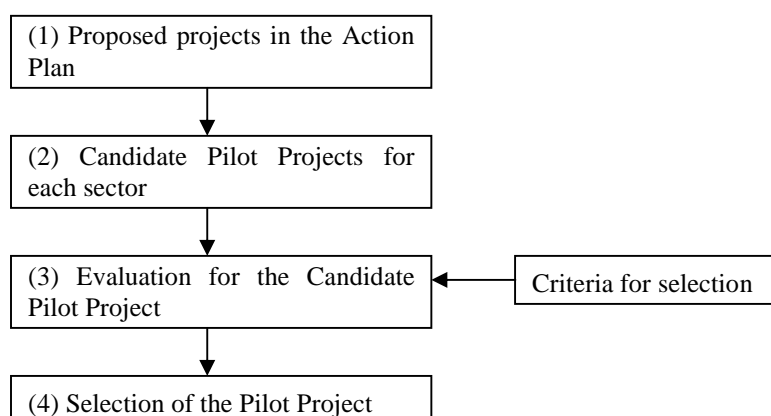 (1) Proposed projects in the Action
Plan
(2) Candidate Pilot Projects for
each sector
(3) Evaluation for the Candidate
Pilot Project
Criteria for selection
(4) Selection of the Pilot Project